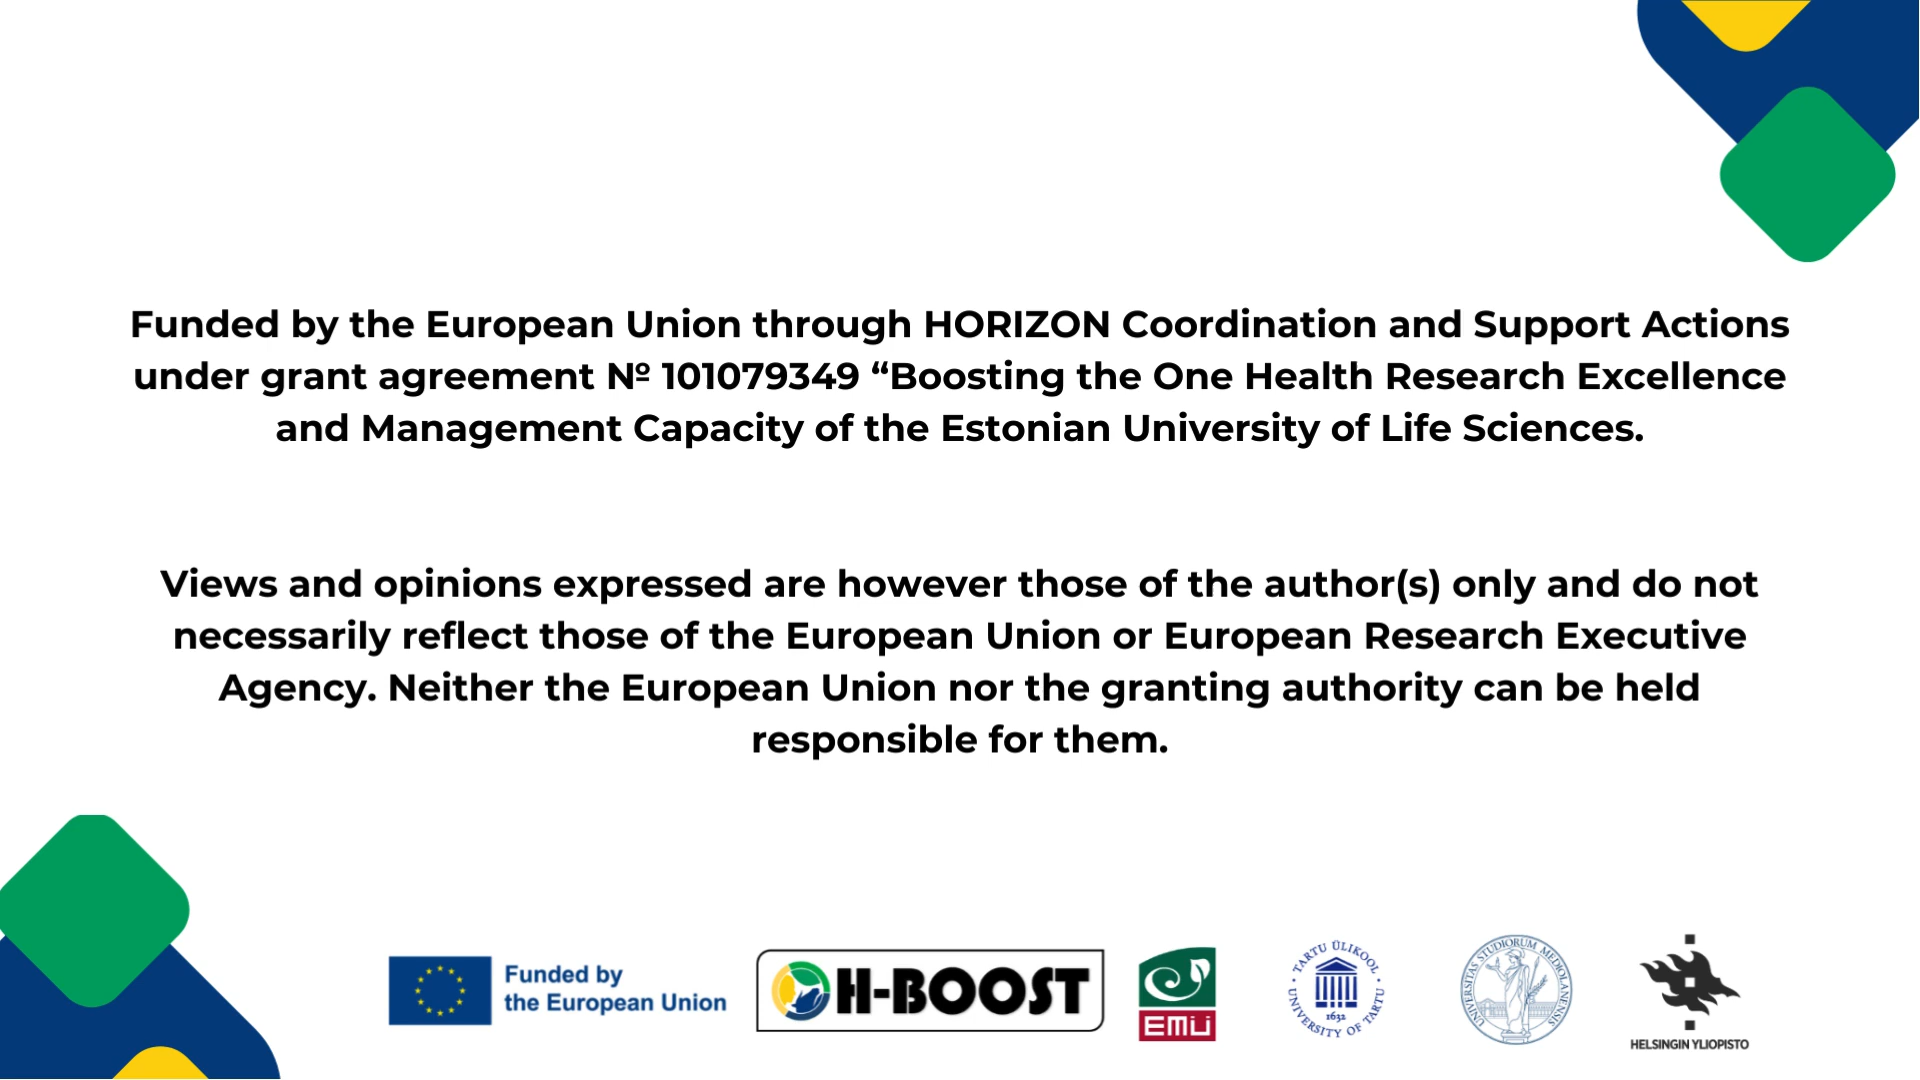 Funded by the European Union through HORIZON Coordination and Support Actions
under grant agreement № 101079349 “Boosting the One Health Research Excellence
and Management Capacity of the Estonian University of Life Sciences.
Views and opinions expressed are however those of the author(s) only and do not
necessarily reflect those of the European Union or European Research Executive
Agency. Neither the European Union nor the granting authority can be held
responsible for them.
Funded by
the European Union
H-BOOST
EMÜ
TARTU ÜLIKOOL
1632
UNIVERSITY OF TARTU
UNIVERSITAS STUDIORUM MEDIOLANENSIS
HELSINGIN YLIOPISTO